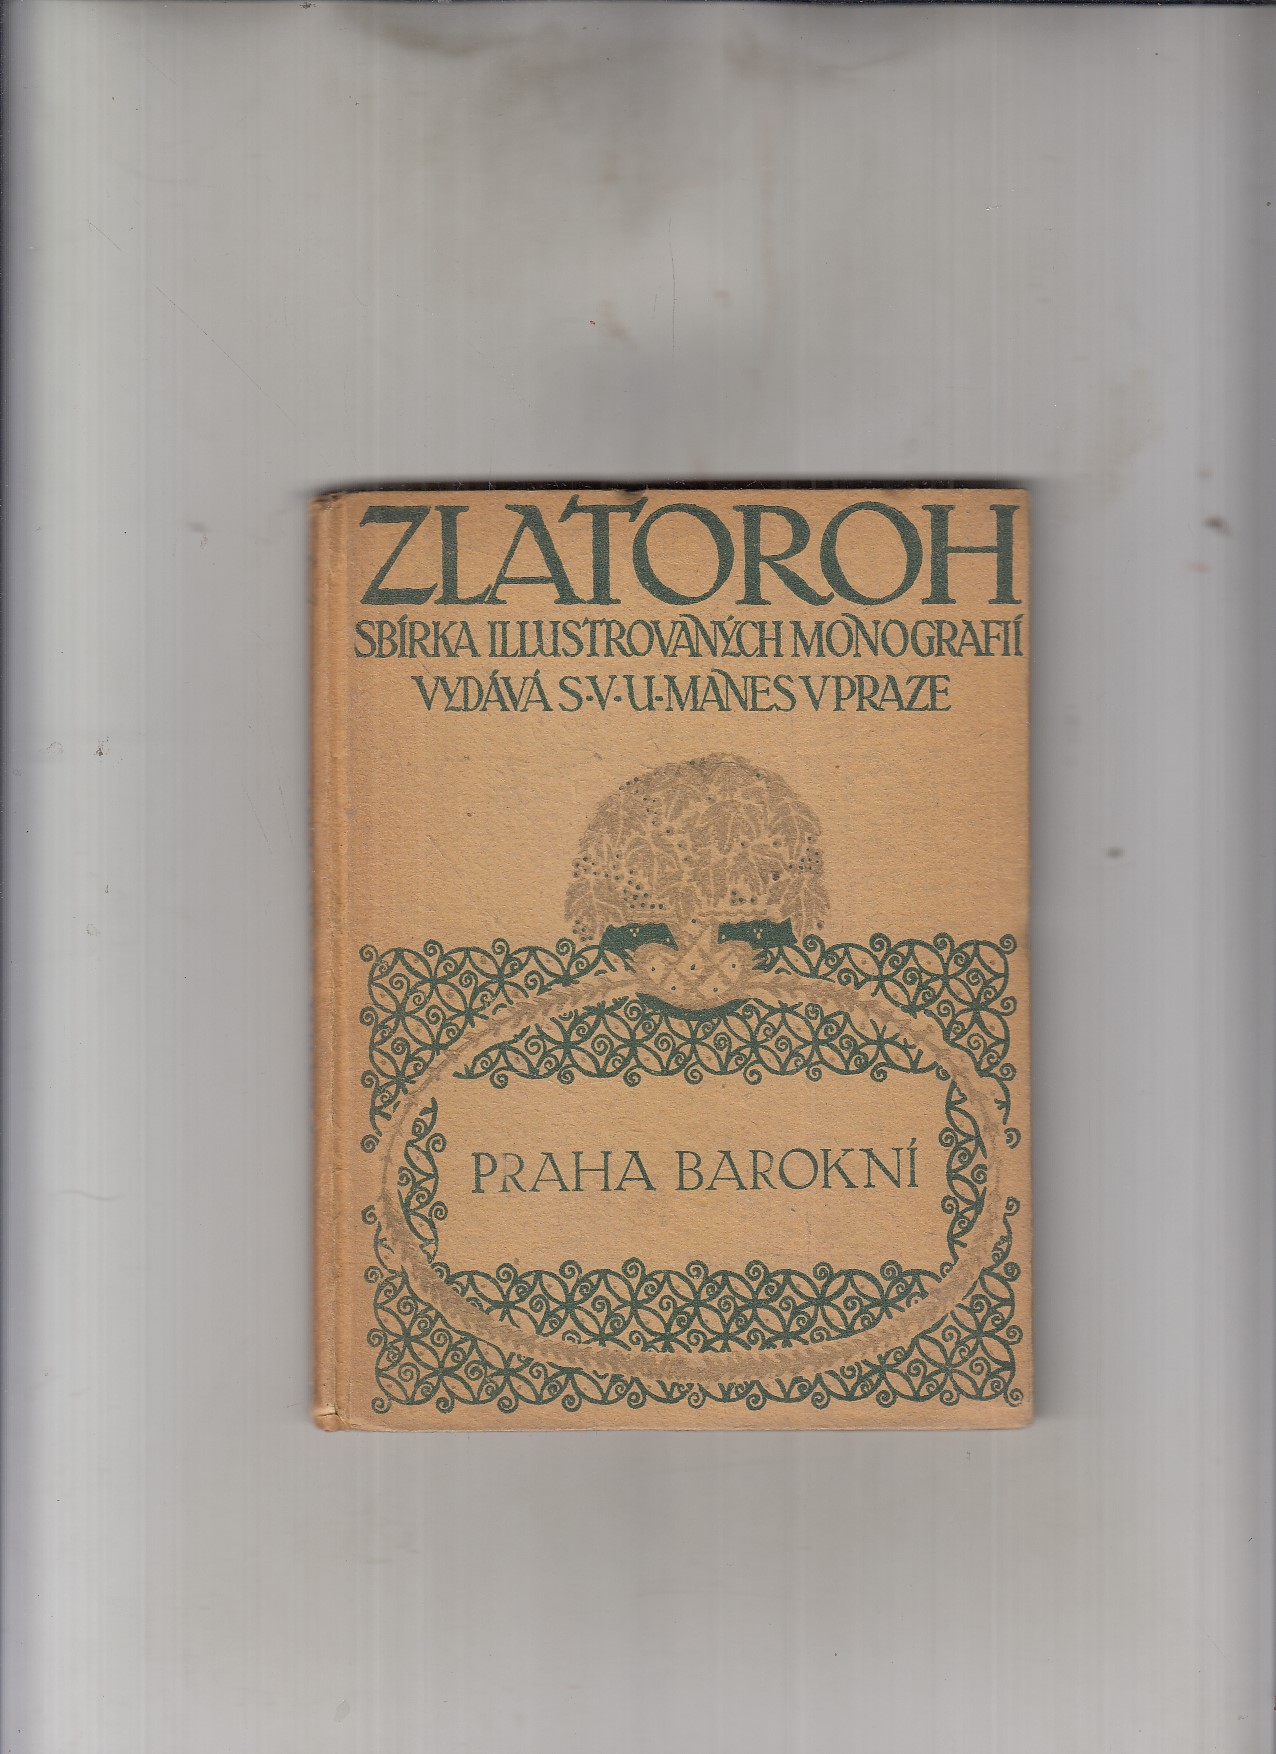 ZLATOROH
SBÍRKA ILLUSTROVANÝCH MONOGRAFIÍ
VYDÁVÁ S·V·U·MÁNES V PRAZE
PRAHA BAROKNÍ